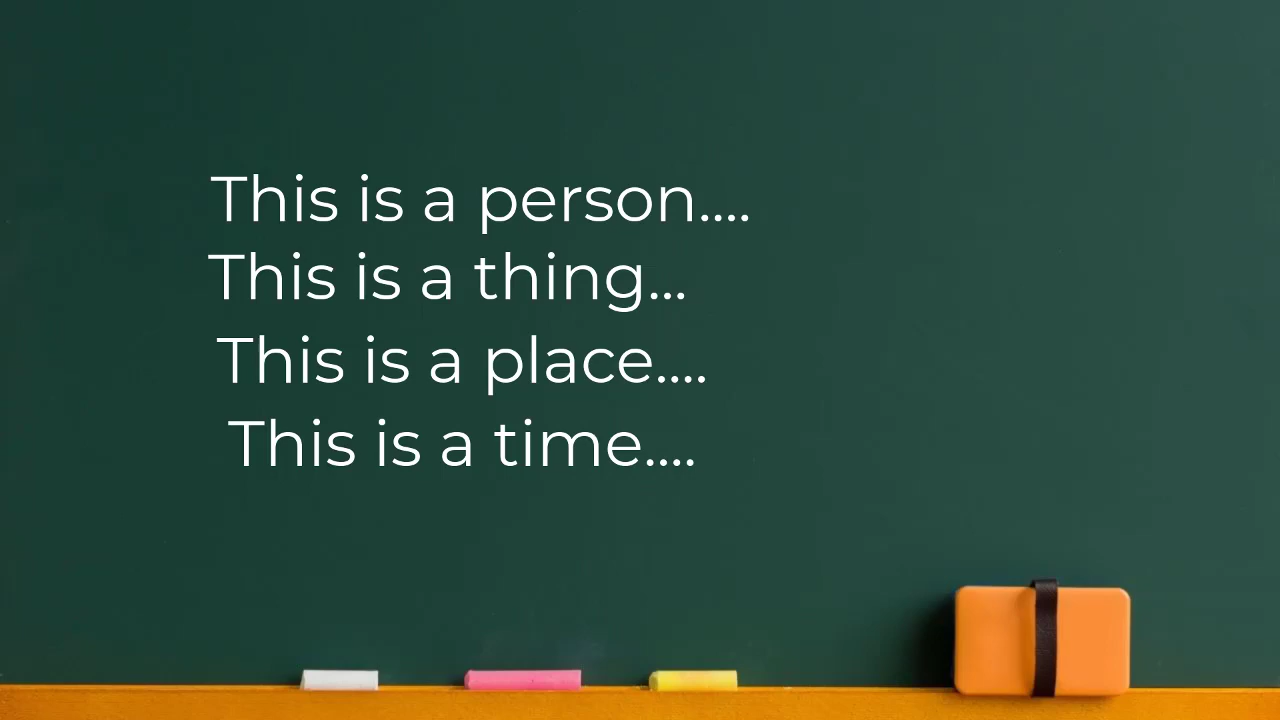 This is a person....
This is a thing...
This is a place....
This is a time....